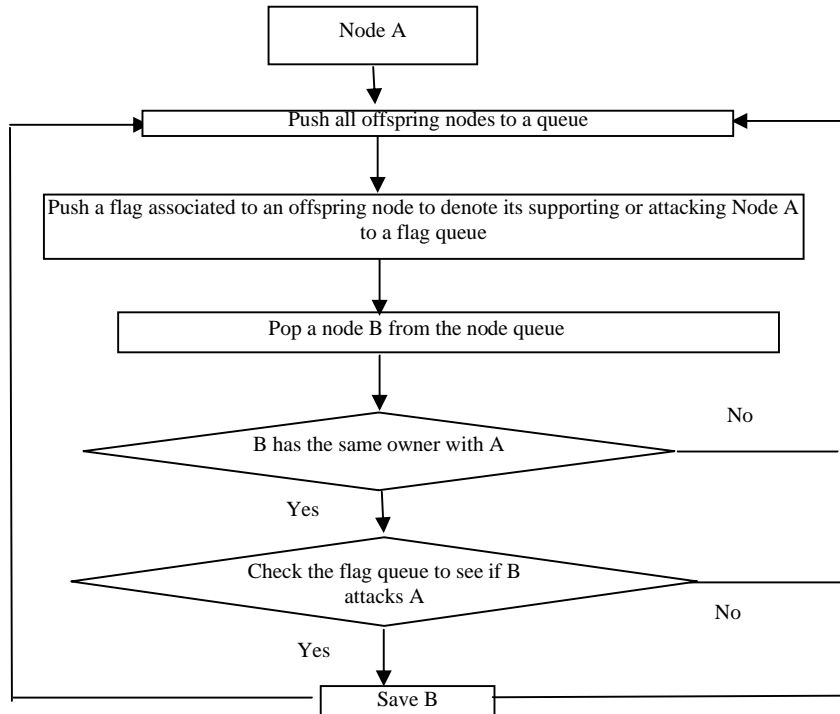 Node A
Push all offspring nodes to a queue
Push a flag associated to an offspring node to denote its supporting or attacking Node A
to a flag queue
Pop a node B from the node queue
No
B has the same owner with A
Yes
Check the flag queue to see if B
attacks A
No
Yes
Save B